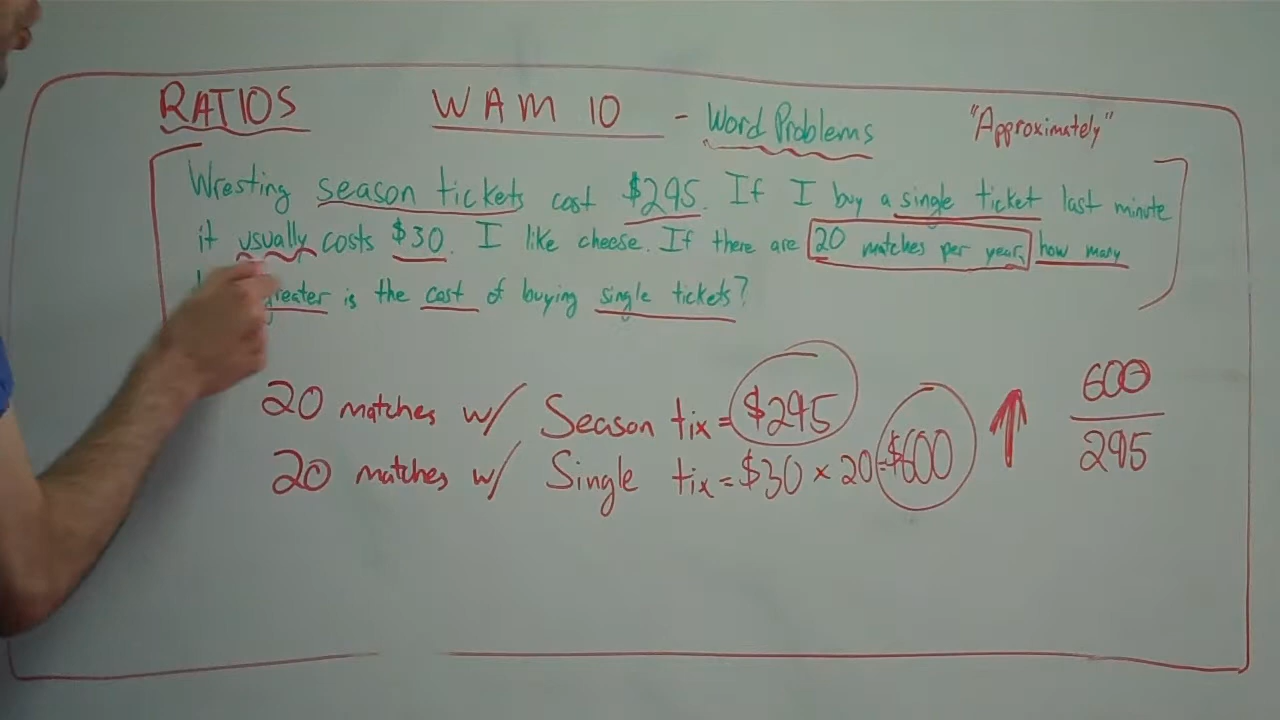 RATIOS WAM 10 - Word Problems "Approximately"
Wresting season tickets cost $295. If I buy a single ticket last minute
it usually costs $30. I like cheese. If there are 20 matches per year, how many
greater is the cost of buying single tickets?
20 matches w/ Season tix = $295
20 matches w/ Single tix = $30 × 20 = $600
600
295